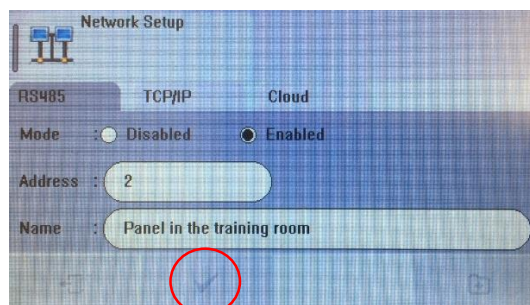 Network Setup
RS485 TCP/IP Cloud
Mode : Disabled Enabled
Address : 2
Name : Panel in the training room